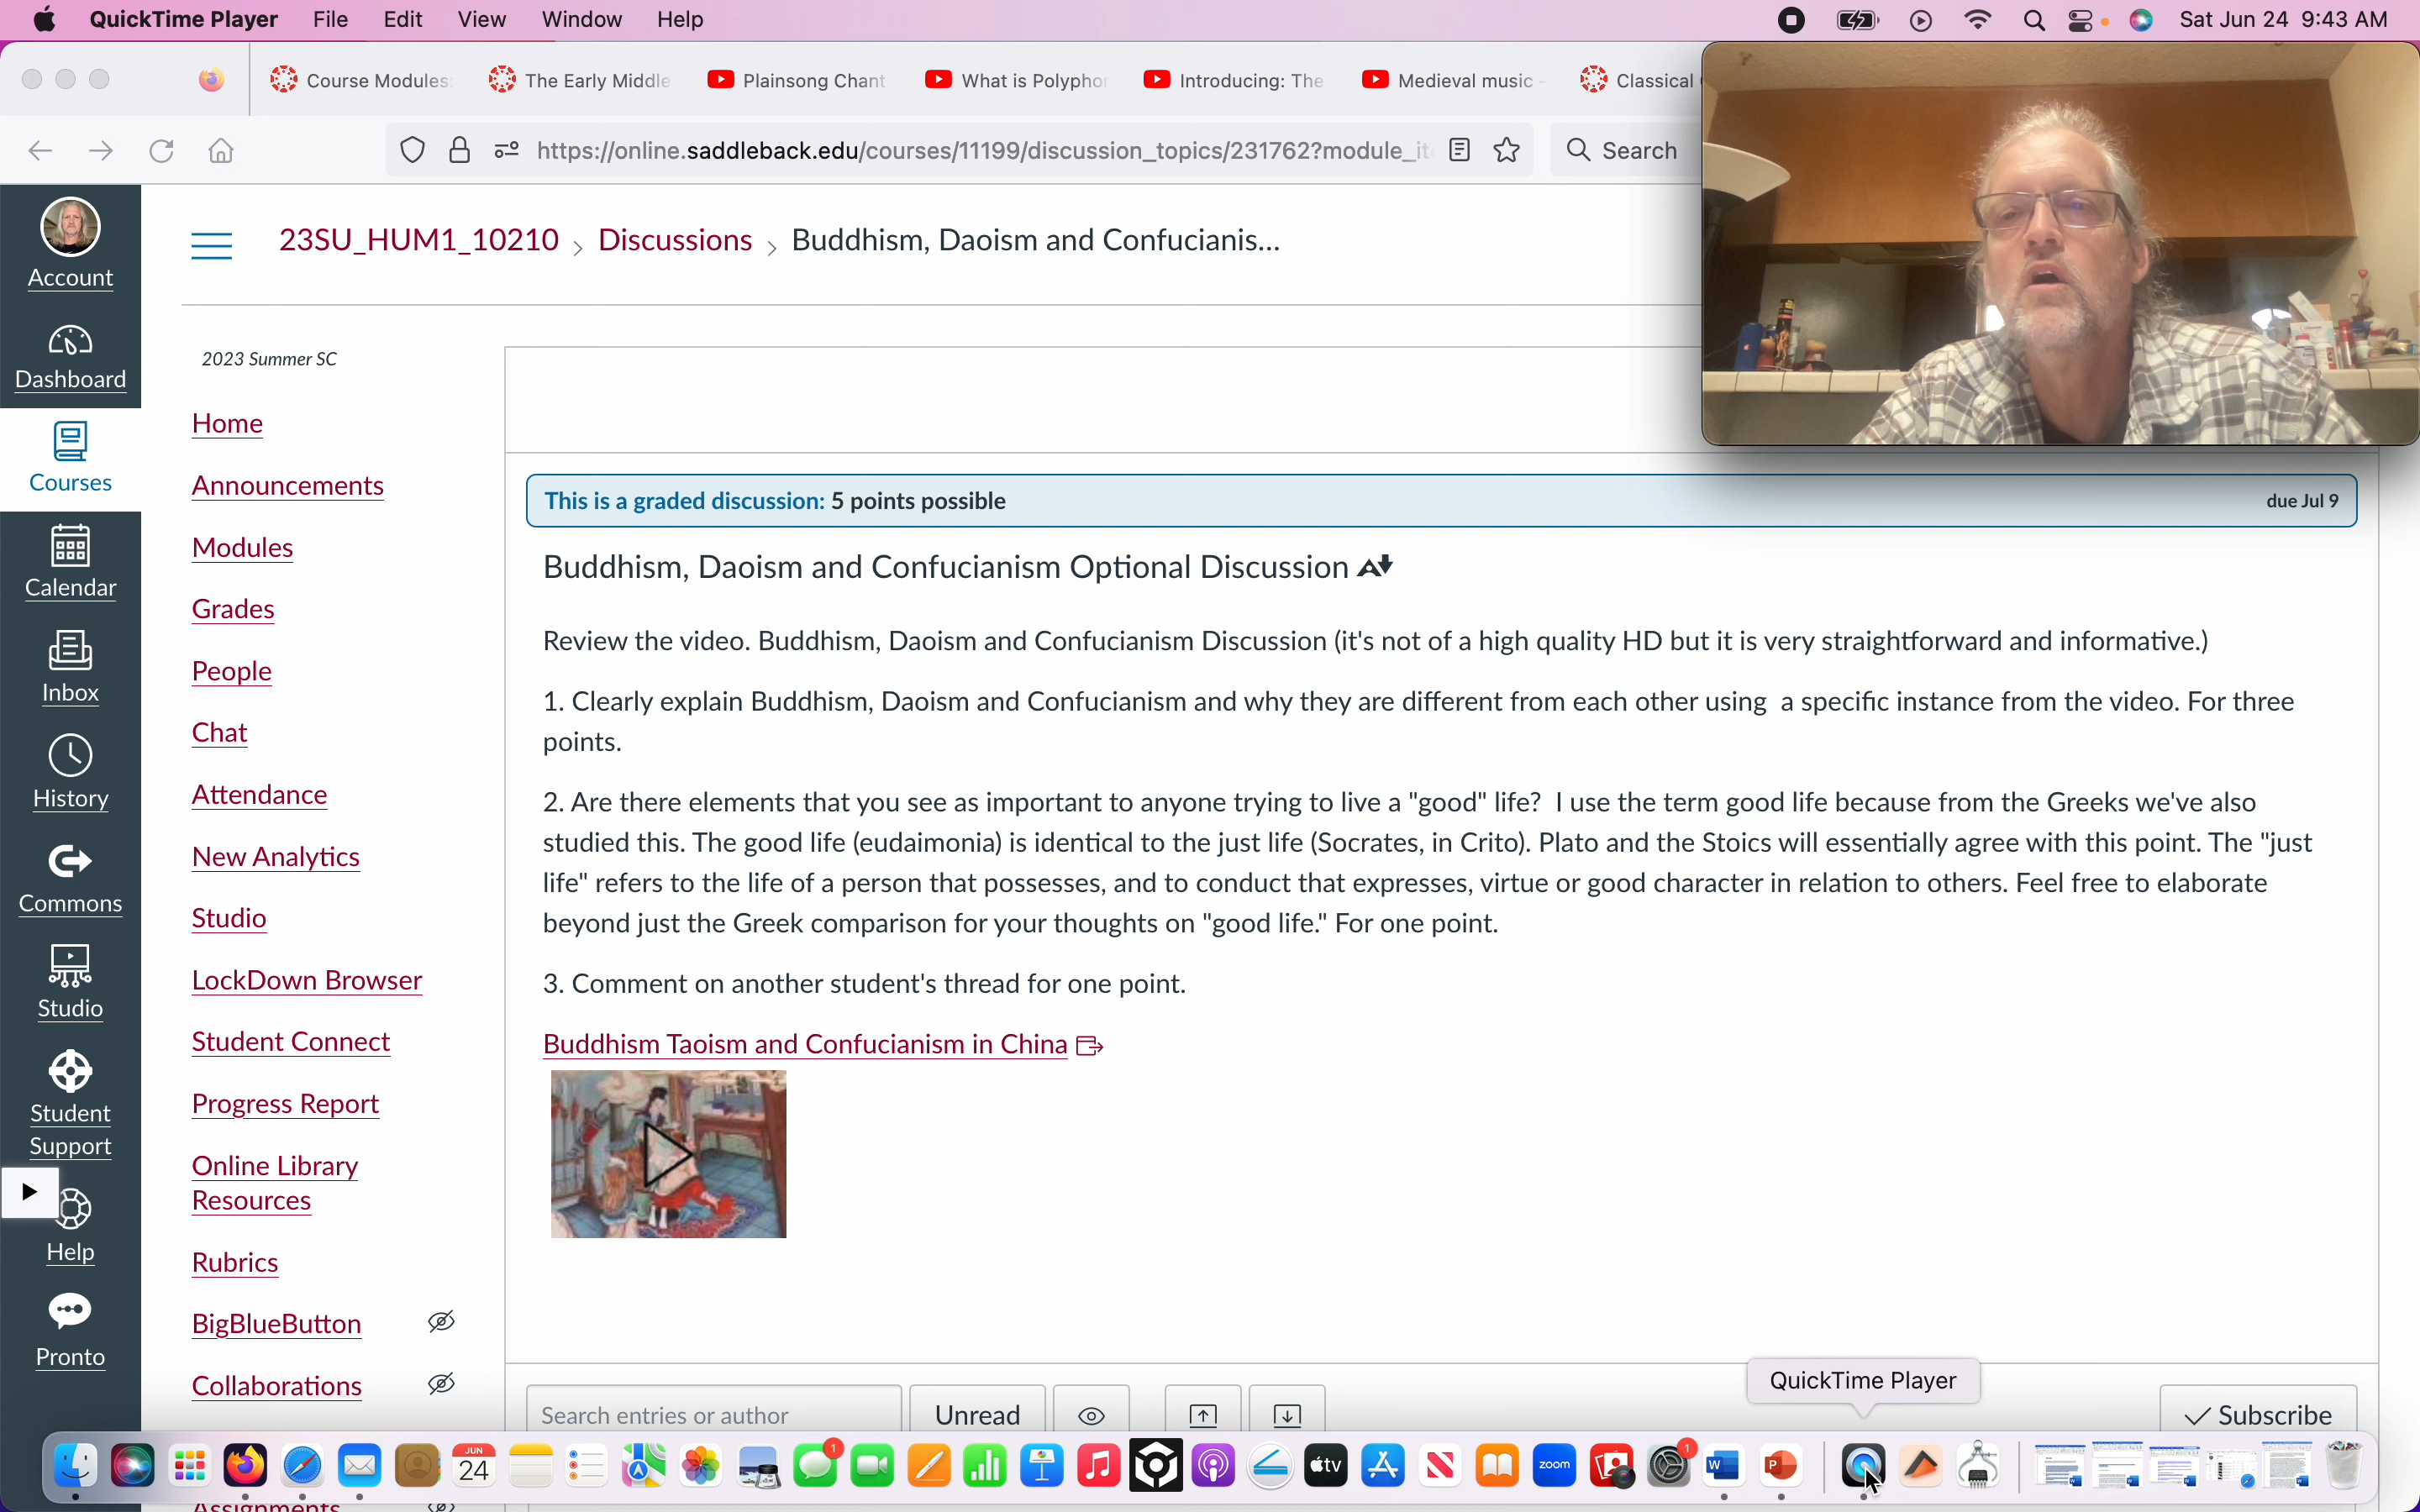 QuickTime Player File Edit View Window Help Sat Jun 24 9:43 AM
Course Modules: The Early Middle Plainsong Chant What is Polyphor Introducing: The Medieval music - Classical
https://online.saddleback.edu/courses/11199/discussion_topics/231762?module_it Search
23SU_HUM1_10210 > Discussions > Buddhism, Daoism and Confucianis...
Account
Dashboard
Courses
Calendar
Inbox
History
Commons
Studio
Student
Support
Help
Pronto
2023 Summer SC
Home
Announcements
Modules
Grades
People
Chat
Attendance
New Analytics
Studio
LockDown Browser
Student Connect
Progress Report
Online Library
Resources
Rubrics
BigBlueButton
Collaborations
Assignments
This is a graded discussion: 5 points possible due Jul 9
Buddhism, Daoism and Confucianism Optional Discussion
Review the video. Buddhism, Daoism and Confucianism Discussion (it's not of a high quality HD but it is very straightforward and informative.)
1. Clearly explain Buddhism, Daoism and Confucianism and why they are different from each other using a specific instance from the video. For three
points.
2. Are there elements that you see as important to anyone trying to live a "good" life? I use the term good life because from the Greeks we've also
studied this. The good life (eudaimonia) is identical to the just life (Socrates, in Crito). Plato and the Stoics will essentially agree with this point. The "just
life" refers to the life of a person that possesses, and to conduct that expresses, virtue or good character in relation to others. Feel free to elaborate
beyond just the Greek comparison for your thoughts on "good life." For one point.
3. Comment on another student's thread for one point.
Buddhism Taoism and Confucianism in China
Search entries or author Unread Subscribe
QuickTime Player
JUN
24
1
tv
zoom
1
W
P